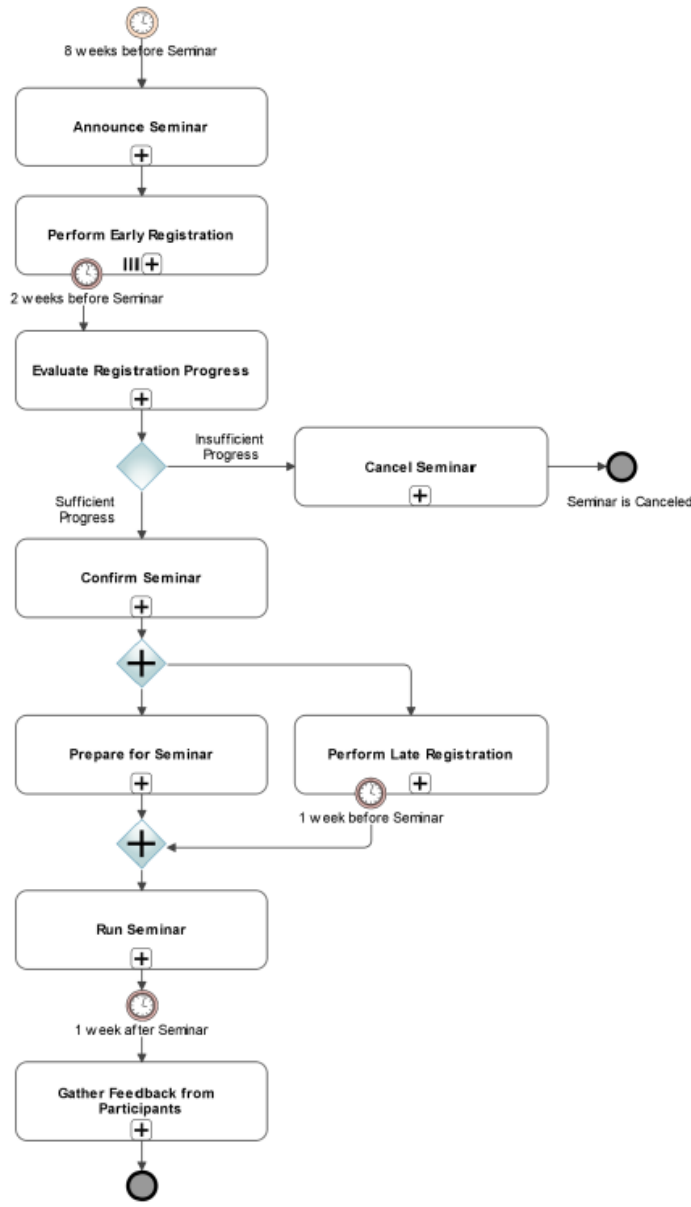 8 weeks before Seminar
Announce Seminar
Perform Early Registration
2 weeks before Seminar
Evaluate Registration Progress
Insufficient
Progress
Cancel Seminar
Seminar is Canceled
Sufficient
Progress
Confirm Seminar
Prepare for Seminar
Perform Late Registration
1 week before Seminar
Run Seminar
1 week after Seminar
Gather Feedback from
Participants